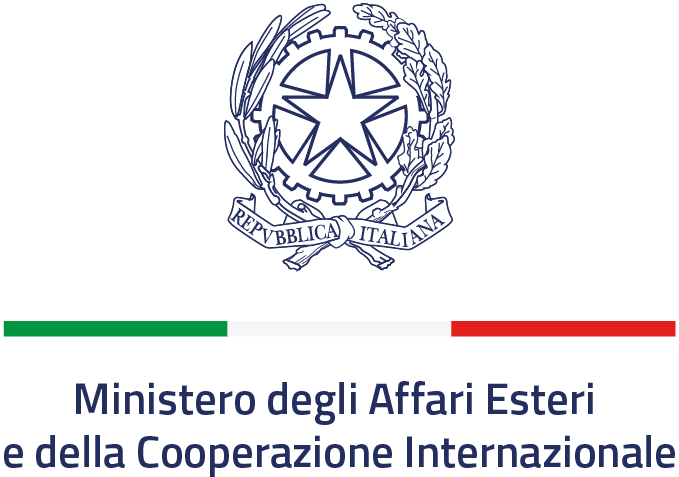 REPVBBLICA ITALIANA
Ministero degli Affari Esteri
e della Cooperazione Internazionale